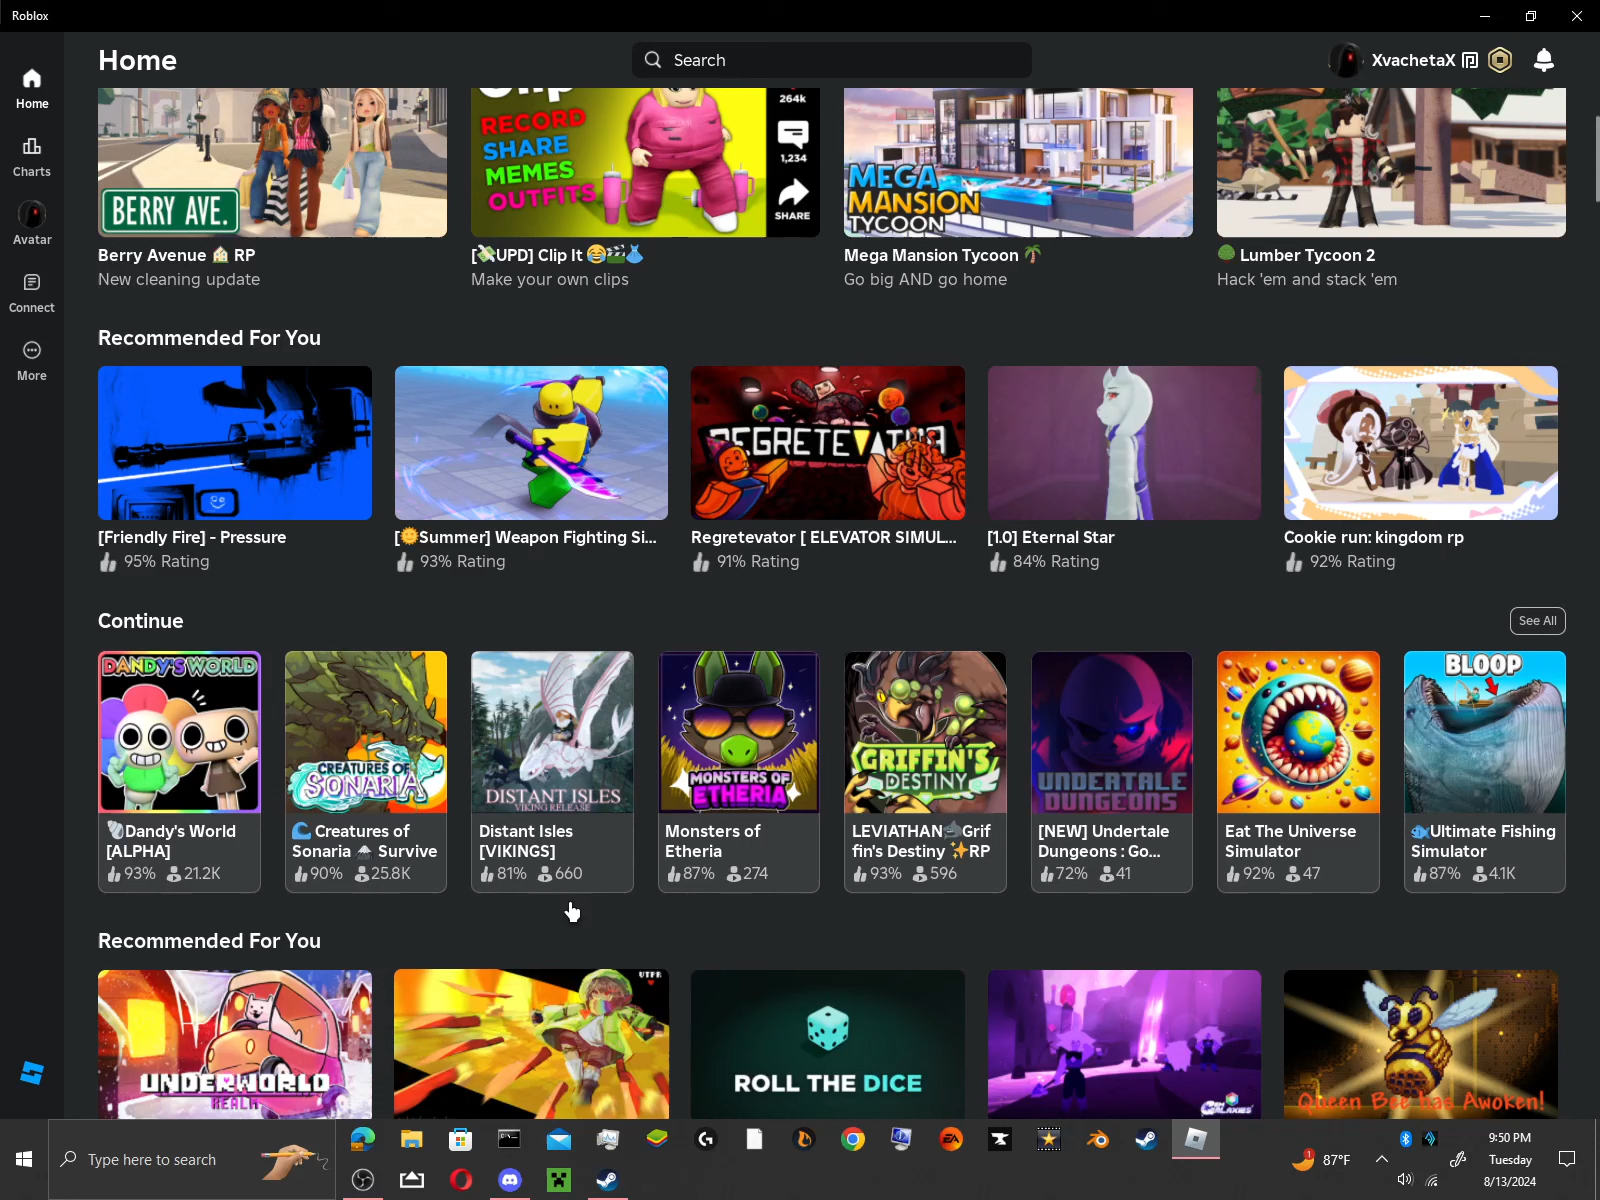 Roblox
Home
Search
XvachetaX
Home
Charts
Avatar
Connect
More
BERRY AVE.
Clip
RECORD
SHARE
MEMES
OUTFITS
264k
1,234
SHARE
MEGA
MANSION
TYCOON
Berry Avenue 🏠 RP
New cleaning update
[💸UPD] Clip It 😂🎬👗
Make your own clips
Mega Mansion Tycoon 🌴
Go big AND go home
🌳 Lumber Tycoon 2
Hack 'em and stack 'em
Recommended For You
REGRETEVATOR
[Friendly Fire] - Pressure
95% Rating
[🌞Summer] Weapon Fighting Si...
93% Rating
Regretevator [ ELEVATOR SIMUL...
91% Rating
[1.0] Eternal Star
84% Rating
Cookie run: kingdom rp
92% Rating
Continue
See All
DANDY'S WORLD
CREATURES OF
SONARIA
DISTANT ISLES
VIKING RELEASE
MONSTERS OF
ETHERIA
GRIFFIN'S
DESTINY
UNDERTALE
DUNGEONS
BLOOP
Dandy's World
[ALPHA]
93% 21.2K
🌊 Creatures of
Sonaria 🌋 Survive
90% 25.8K
Distant Isles
[VIKINGS]
81% 660
Monsters of
Etheria
87% 274
LEVIATHAN🦈Grif
fin's Destiny ✨RP
93% 596
[NEW] Undertale
Dungeons : Go...
72% 41
Eat The Universe
Simulator
92% 47
🐟Ultimate Fishing
Simulator
87% 4.1K
Recommended For You
UNDERWORLD
REALM
UTFR
ROLL THE DICE
GALAXIES
Queen Bee has Awoken!
Type here to search
1
87°F
9:50 PM
Tuesday
8/13/2024